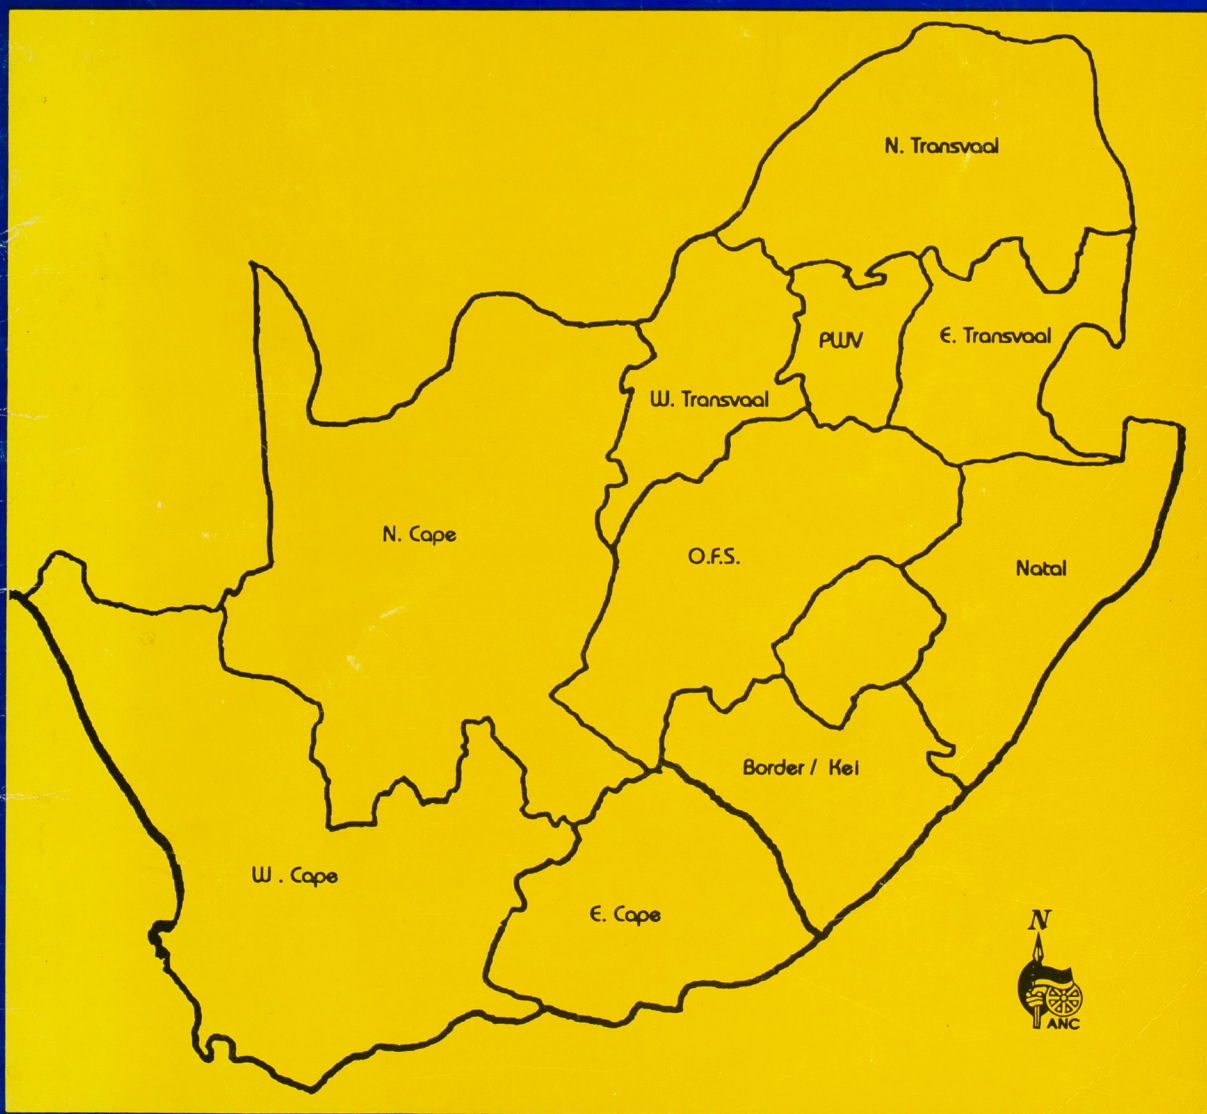 N. Transvaal
PWV
E. Transvaal
W. Transvaal
N. Cape
O.F.S.
Natal
Border / Kei
W . Cape
E. Cape
N
ANC